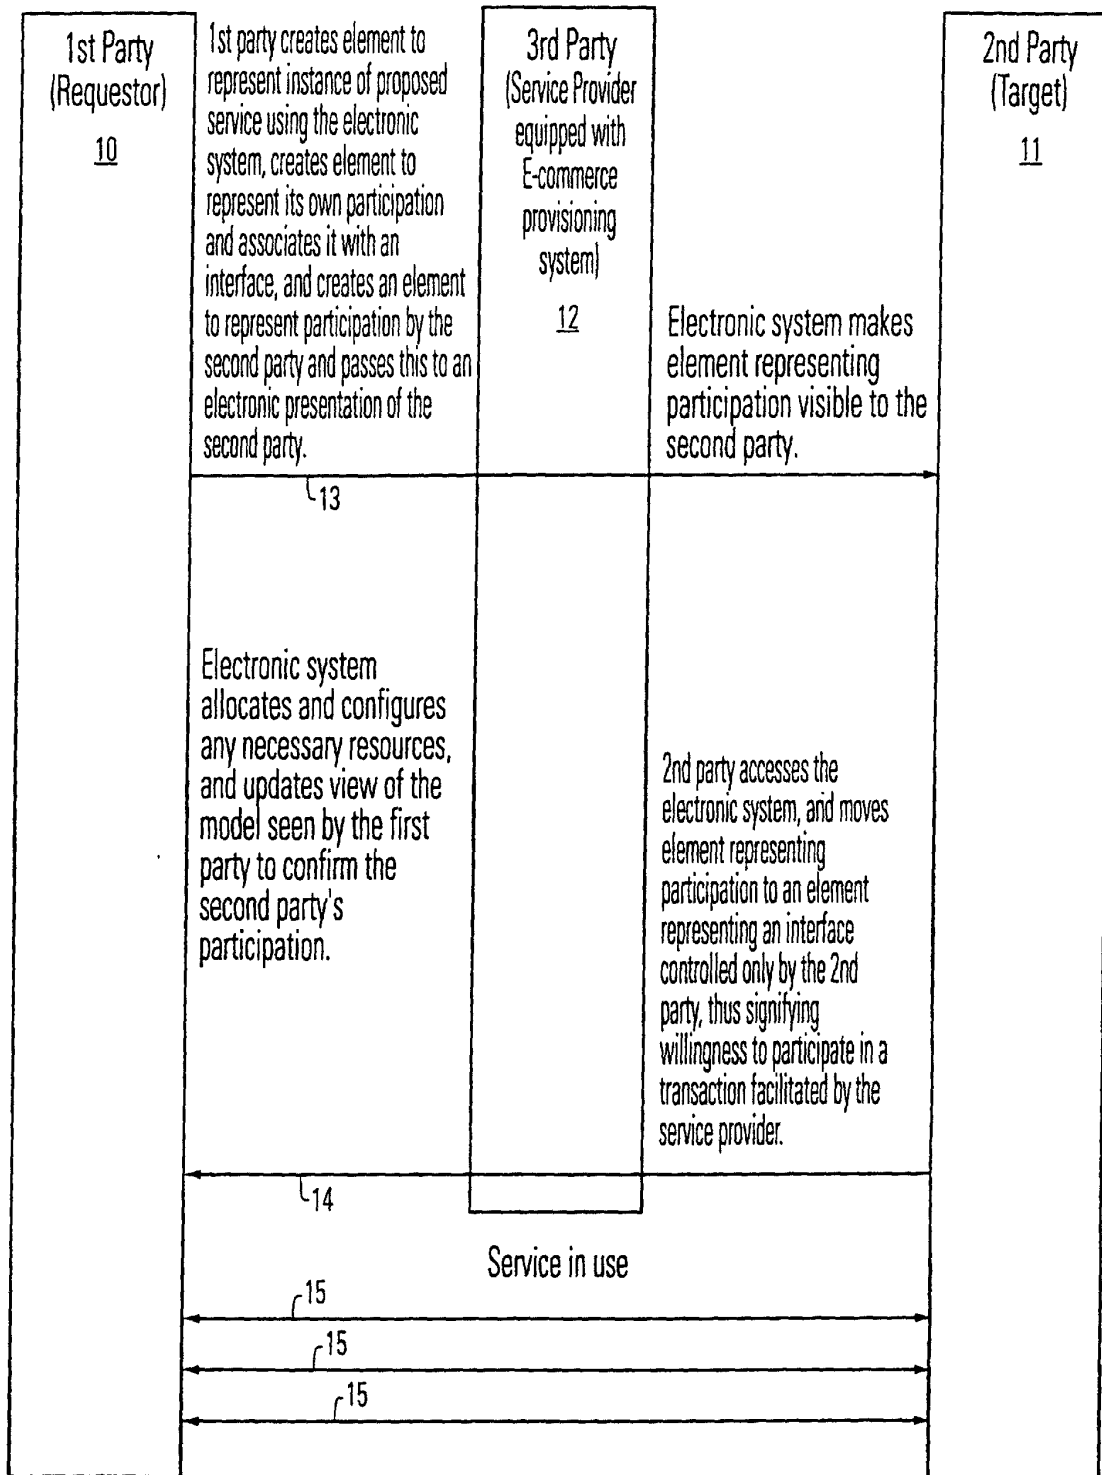 1st Party
(Requestor)
10
1st party creates element to
represent instance of proposed
service using the electronic
system, creates element to
represent its own participation
and associates it with an
interface, and creates an element
to represent participation by the
second party and passes this to an
electronic presentation of the
second party.
3rd Party
(Service Provider
equipped with
E-commerce
provisioning
system)
12
Electronic system makes
element representing
participation visible to the
second party.
2nd Party
(Target)
11
13
Electronic system
allocates and configures
any necessary resources,
and updates view of the
model seen by the first
party to confirm the
second party's
participation.
2nd party accesses the
electronic system, and moves
element representing
participation to an element
representing an interface
controlled only by the 2nd
party, thus signifying
willingness to participate in a
transaction facilitated by the
service provider.
14
Service in use
15
15
15